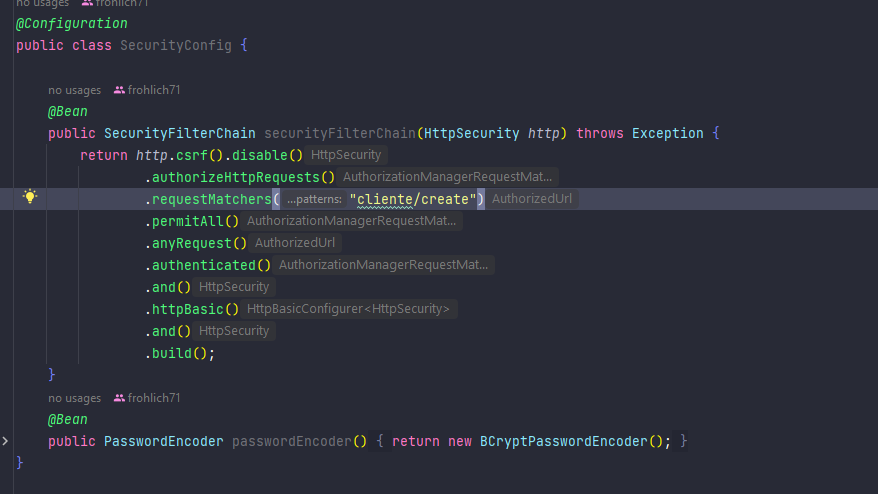 no usages frohlich71
@Configuration
public class SecurityConfig {
no usages frohlich71
@Bean
public SecurityFilterChain securityFilterChain(HttpSecurity http) throws Exception {
return http.csrf().disable() HttpSecurity
.authorizeHttpRequests() AuthorizationManagerRequestMat...
.requestMatchers( ...patterns: "cliente/create") AuthorizedUrl
.permitAll() AuthorizationManagerRequestMat...
.anyRequest() AuthorizedUrl
.authenticated() AuthorizationManagerRequestMat...
.and() HttpSecurity
.httpBasic() HttpBasicConfigurer<HttpSecurity>
.and() HttpSecurity
.build();
}
no usages frohlich71
@Bean
public PasswordEncoder passwordEncoder() { return new BCryptPasswordEncoder(); }
}